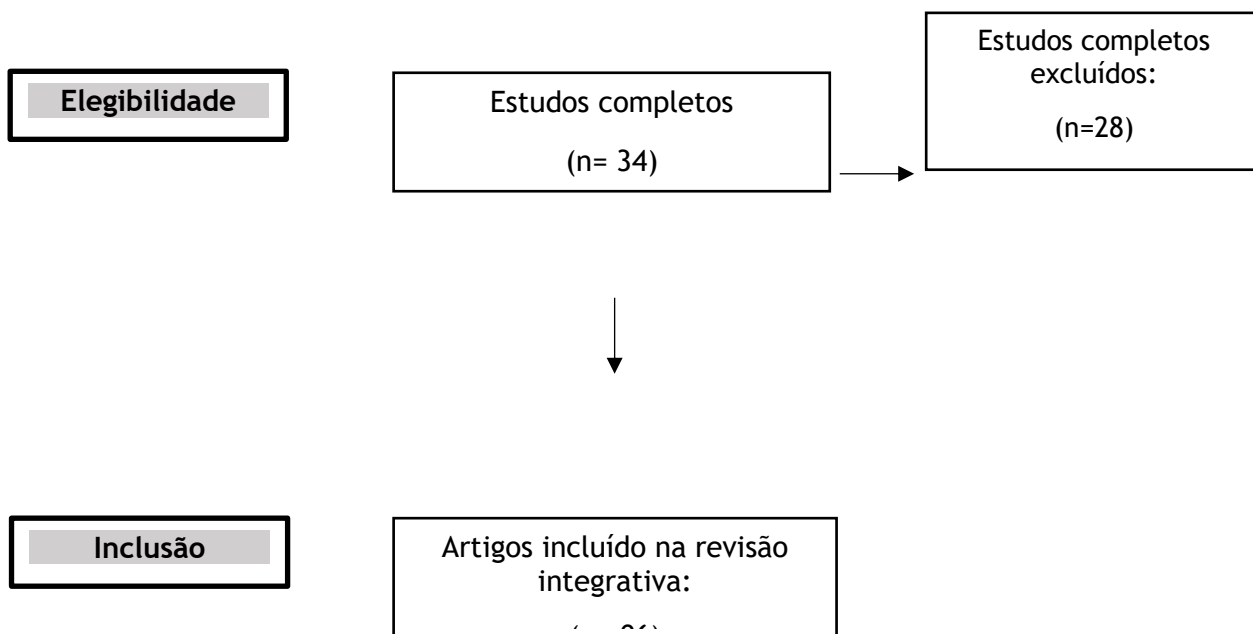 Elegibilidade
Estudos completos
(n= 34)
Estudos completos
excluídos:
(n=28)
Inclusão
Artigos incluído na revisão
integrativa: